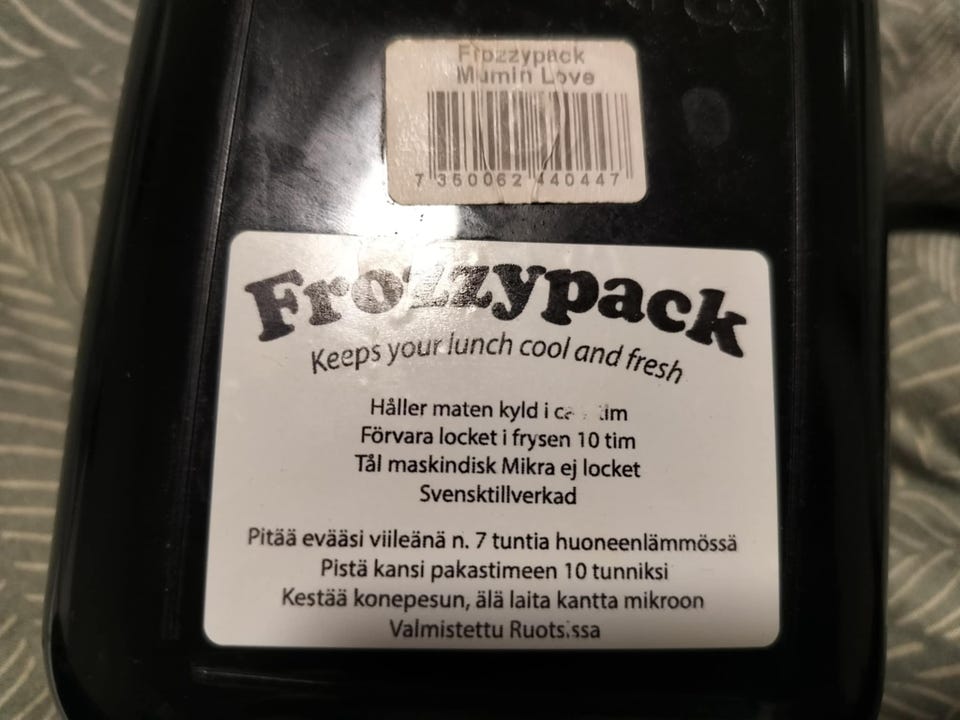 Frozzypack
Mumin Love
7 350062 440447
Frozzypack
Keeps your lunch cool and fresh
Håller maten kyld i tim
Förvara locket i frysen 10 tim
Tål maskindisk Mikra ej locket
Svensktillverkad
Pitää evääsi viileänä n. 7 tuntia huoneenlämmössä
Pistä kansi pakastimeen 10 tunniksi
Kestää konepesun, älä laita kantta mikroon
Valmistettu Ruotsissa